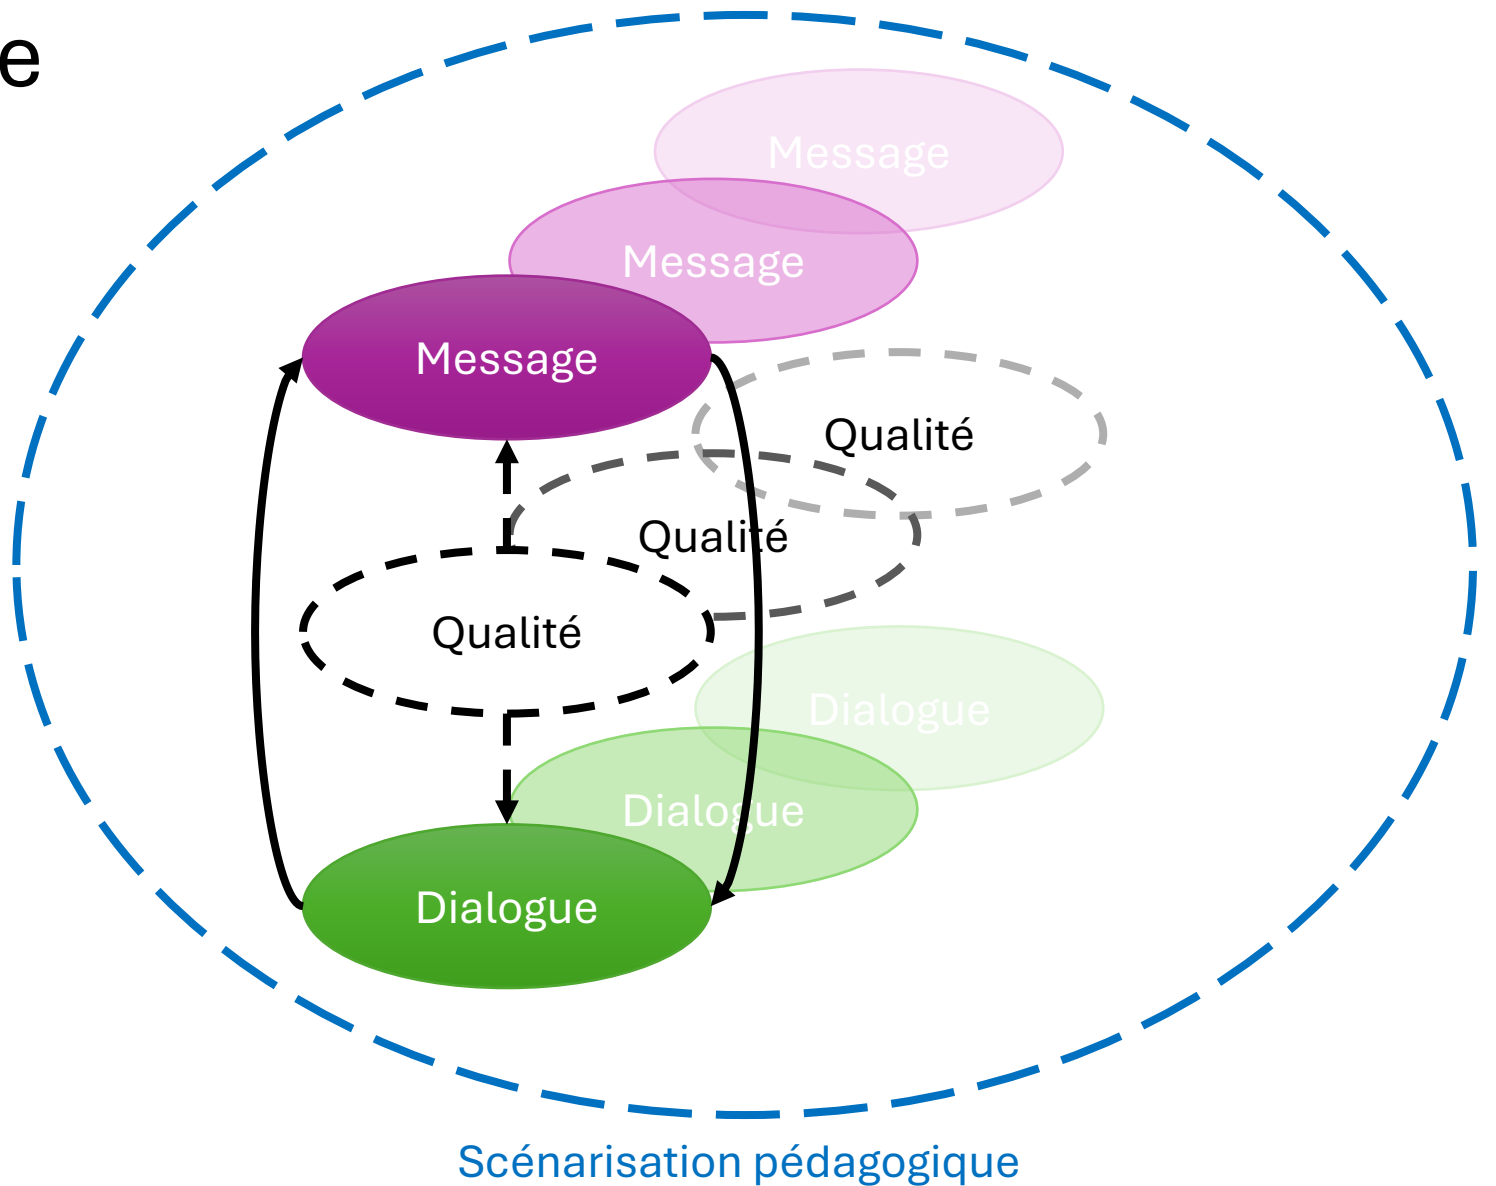 e
Message
Message
Message
Qualité
Qualité
Qualité
Dialogue
Dialogue
Dialogue
Scénarisation pédagogique